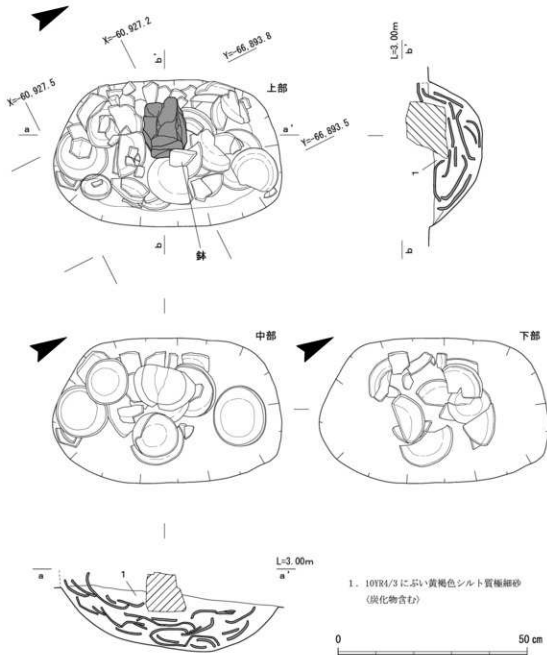 X=-60,927.2
X=-60,927.5
Y=-66,893.8
Y=-66,893.5
上部
a
a'
b'
b
鉢
L=3.00m
b'
b
1
中部
下部
L=3.00m
a
a'
1
1. 10YR4/3 にぶい黄褐色シルト質極細砂
(炭化物含む)
0
50 cm